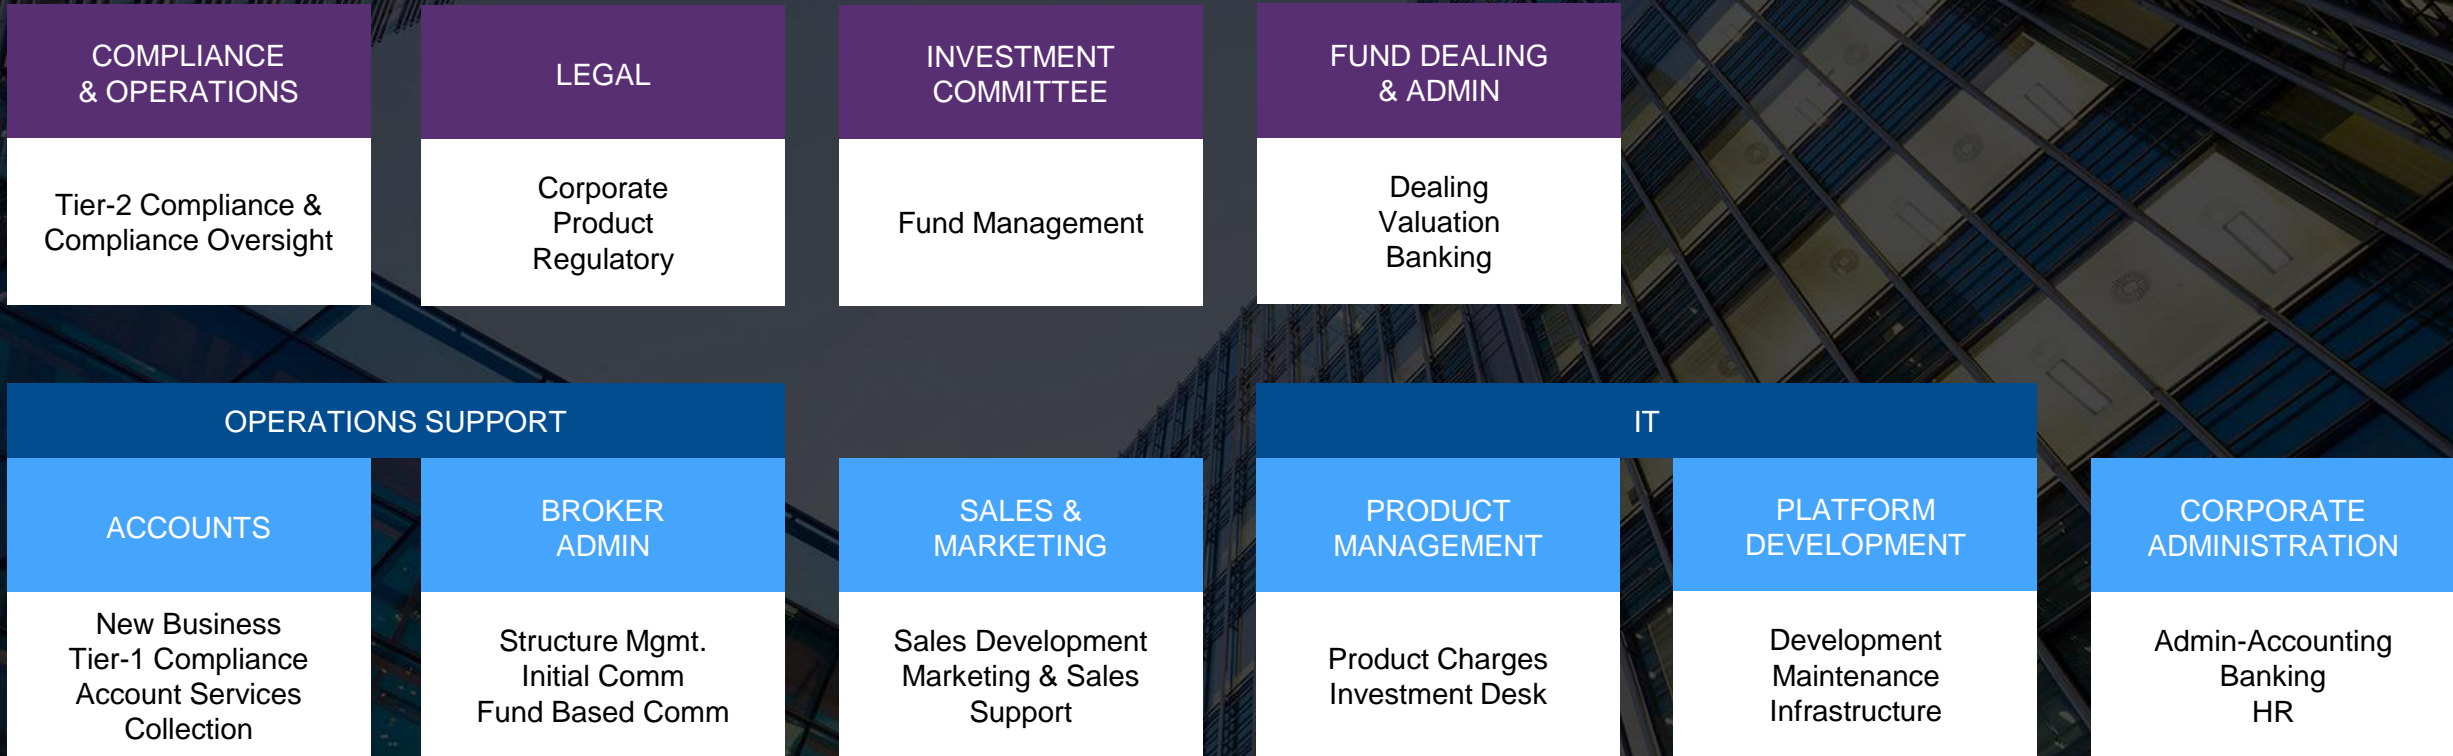 COMPLIANCE
& OPERATIONS
Tier-2 Compliance &
Compliance Oversight
LEGAL
Corporate
Product
Regulatory
INVESTMENT
COMMITTEE
Fund Management
FUND DEALING
& ADMIN
Dealing
Valuation
Banking
OPERATIONS SUPPORT
ACCOUNTS
New Business
Tier-1 Compliance
Account Services
Collection
BROKER
ADMIN
Structure Mgmt.
Initial Comm
Fund Based Comm
SALES &
MARKETING
Sales Development
Marketing & Sales
Support
IT
PRODUCT
MANAGEMENT
Product Charges
Investment Desk
PLATFORM
DEVELOPMENT
Development
Maintenance
Infrastructure
CORPORATE
ADMINISTRATION
Admin-Accounting
Banking
HR